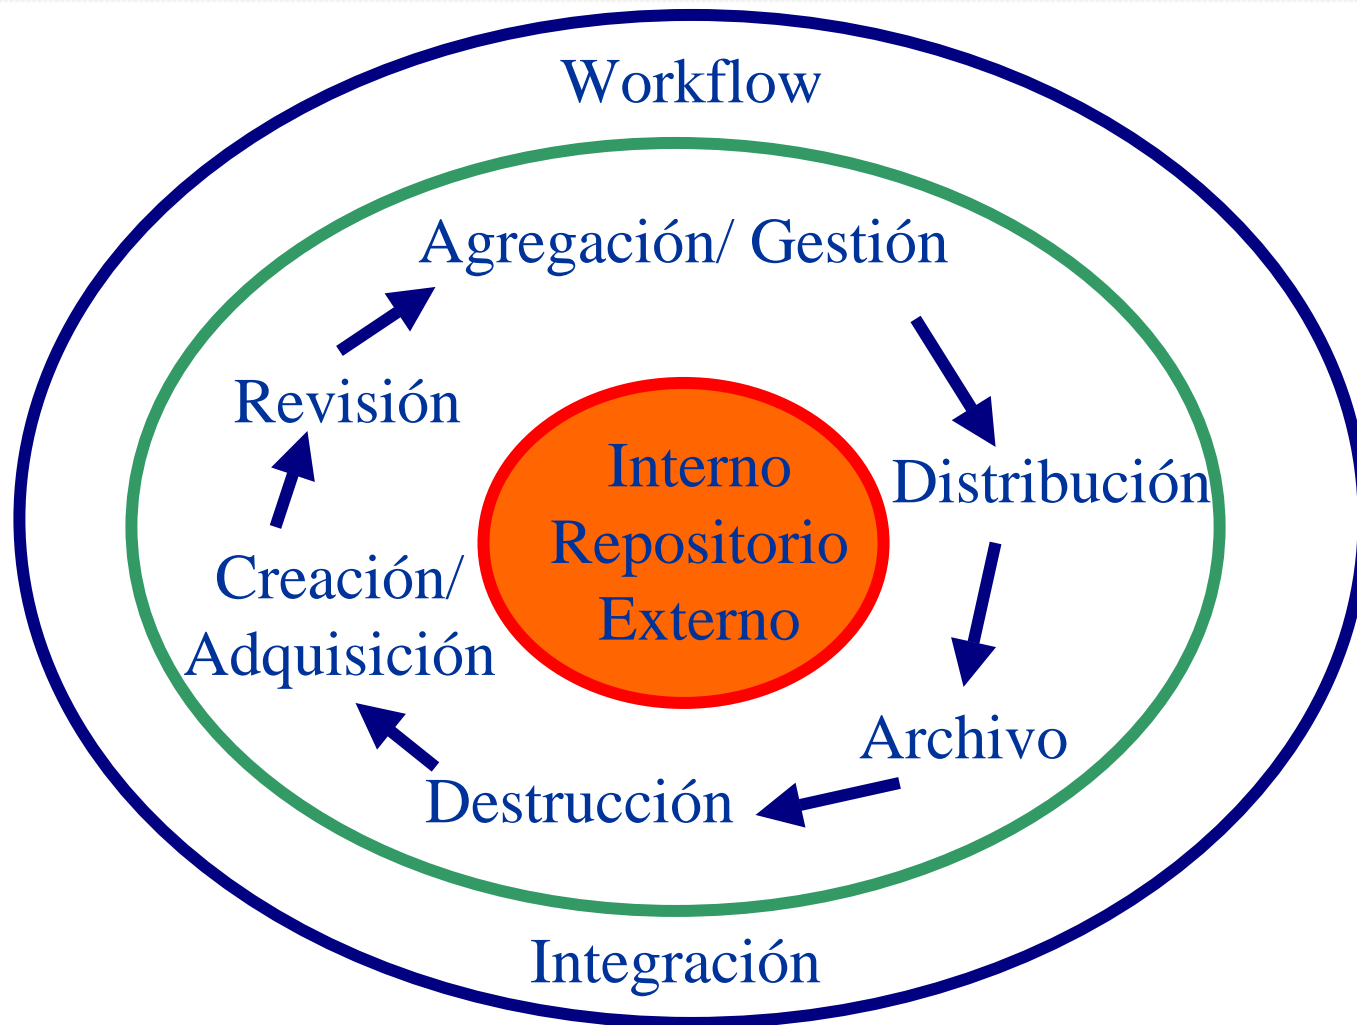 Workflow
Agregación/ Gestión
Revisión
Interno
Repositorio
Externo
Distribución
Creación/
Adquisición
Archivo
Destrucción
Integración